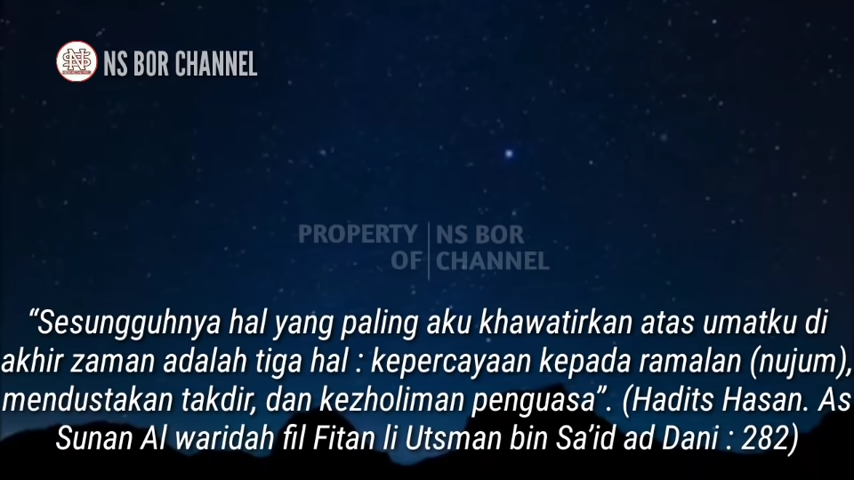 NS BOR CHANNEL
PROPERTY OF
NS BOR CHANNEL
“Sesungguhnya hal yang paling aku khawatirkan atas umatku di
akhir zaman adalah tiga hal : kepercayaan kepada ramalan (nujum),
mendustakan takdir, dan kezholiman penguasa”. (Hadits Hasan. As
Sunan Al waridah fil Fitan li Utsman bin Sa’id ad Dani : 282)